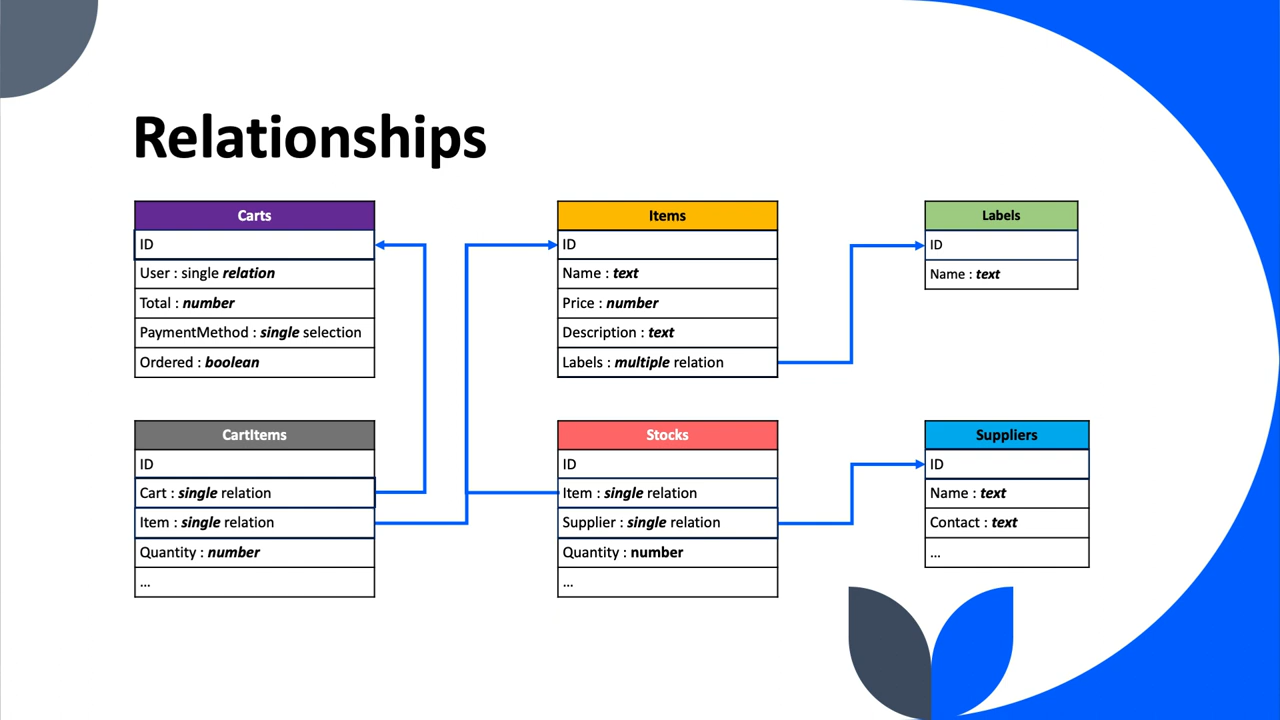 Relationships
Carts
ID
User : single relation
Total : number
PaymentMethod : single selection
Ordered : boolean
Items
ID
Name : text
Price : number
Description : text
Labels : multiple relation
Labels
ID
Name : text
CartItems
ID
Cart : single relation
Item : single relation
Quantity : number
...
Stocks
ID
Item : single relation
Supplier : single relation
Quantity : number
...
Suppliers
ID
Name : text
Contact : text
...